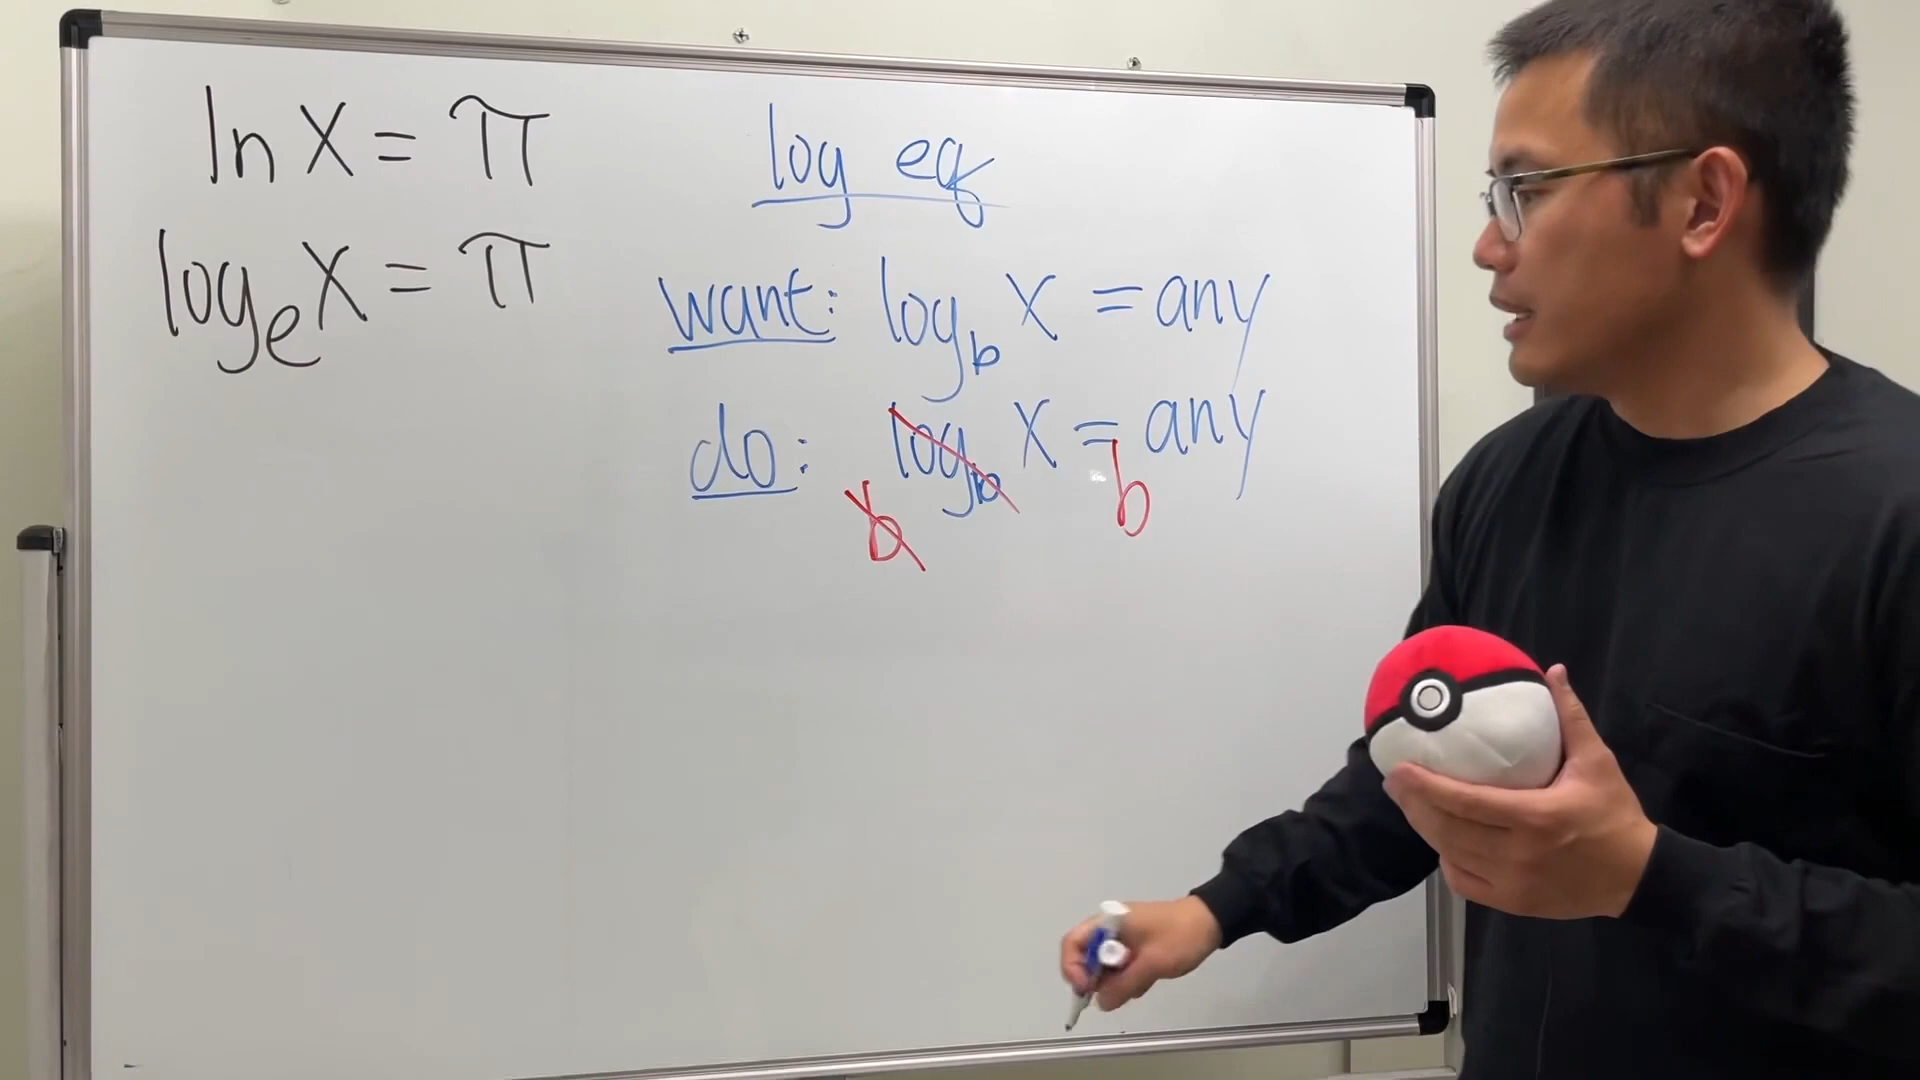 ln x = π
log_e x = π
log eq
want: log_b x = any
do: b log_b x = b any